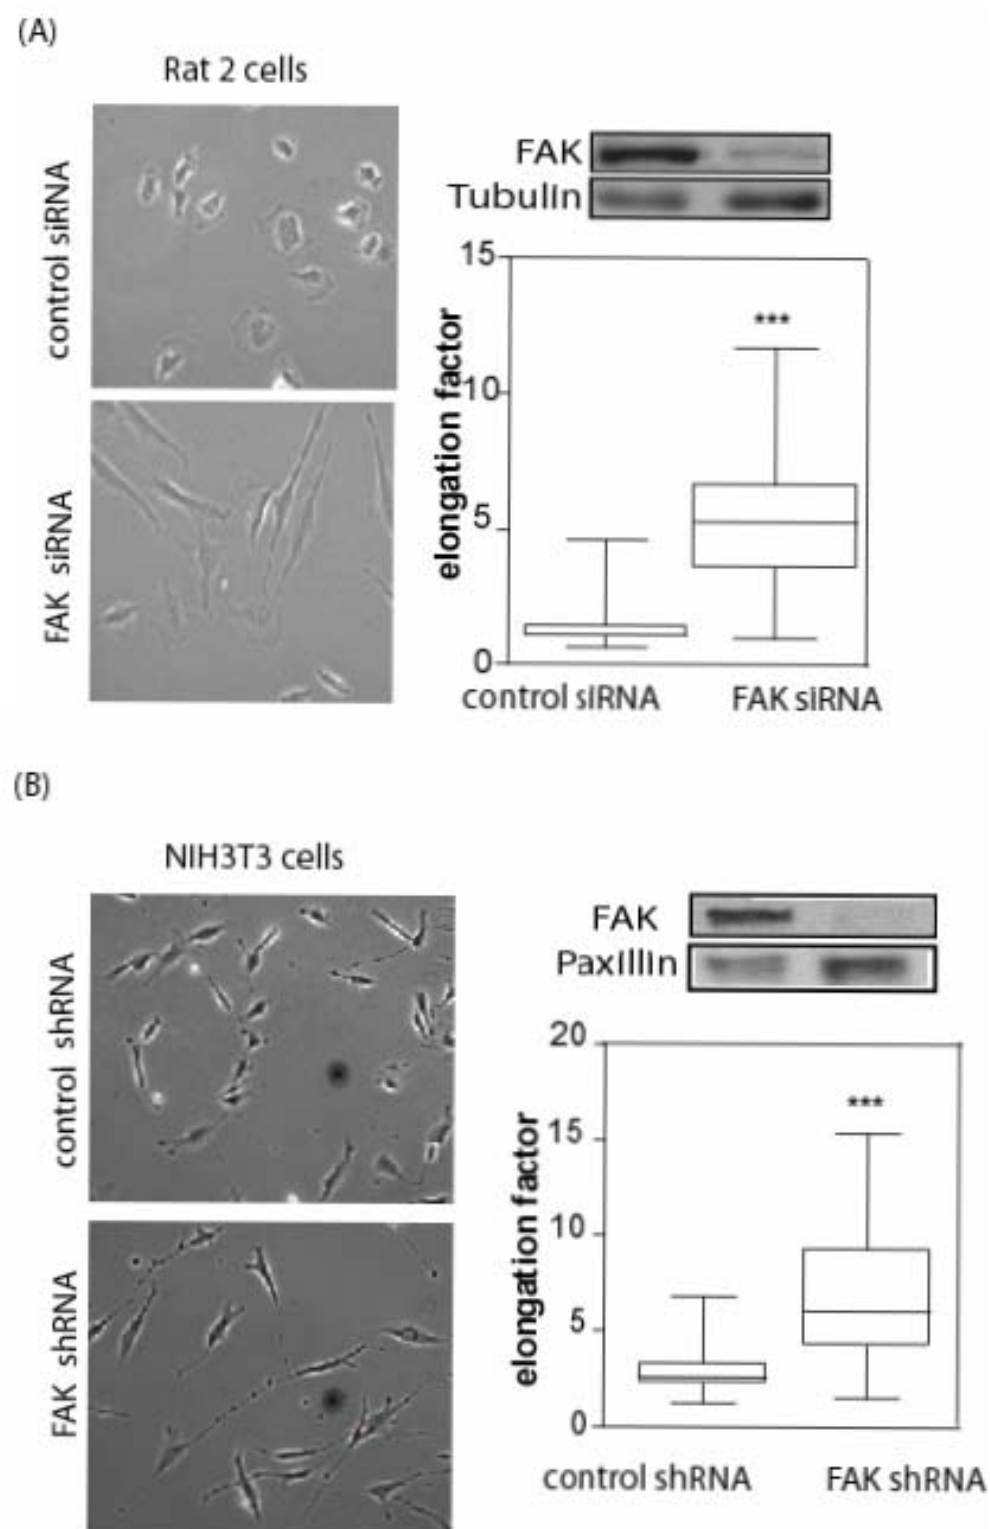 (A)
Rat 2 cells
control siRNA
FAK siRNA
FAK
Tubulin
15
10
5
0
elongation factor
***
control siRNA
FAK siRNA
(B)
NIH3T3 cells
control shRNA
FAK shRNA
FAK
Paxillin
20
15
10
5
0
elongation factor
***
control shRNA
FAK shRNA